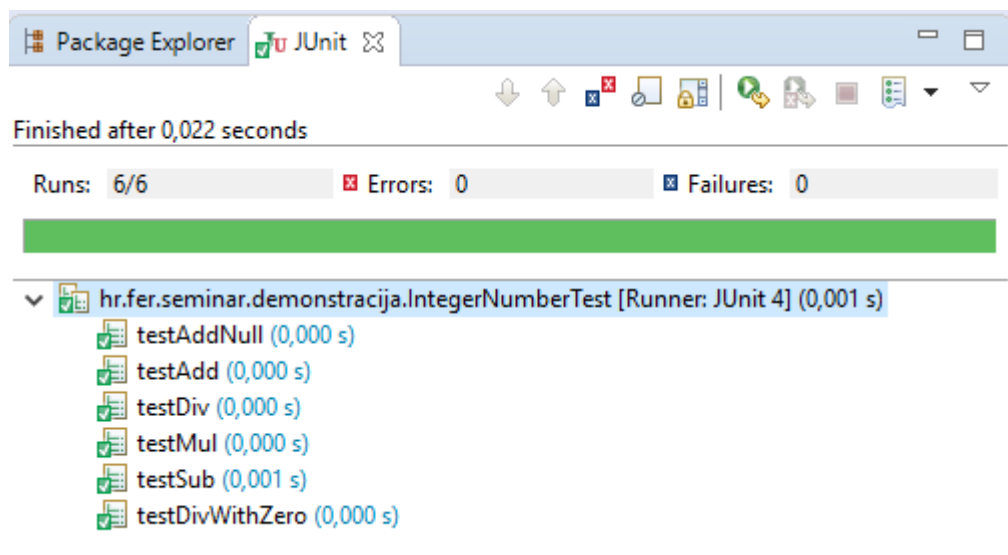 Package Explorer JUnit
Finished after 0,022 seconds
Runs: 6/6 Errors: 0 Failures: 0
hr.fer.seminar.demonstracija.IntegerNumberTest [Runner: JUnit 4] (0,001 s)
testAddNull (0,000 s)
testAdd (0,000 s)
testDiv (0,000 s)
testMul (0,000 s)
testSub (0,001 s)
testDivWithZero (0,000 s)